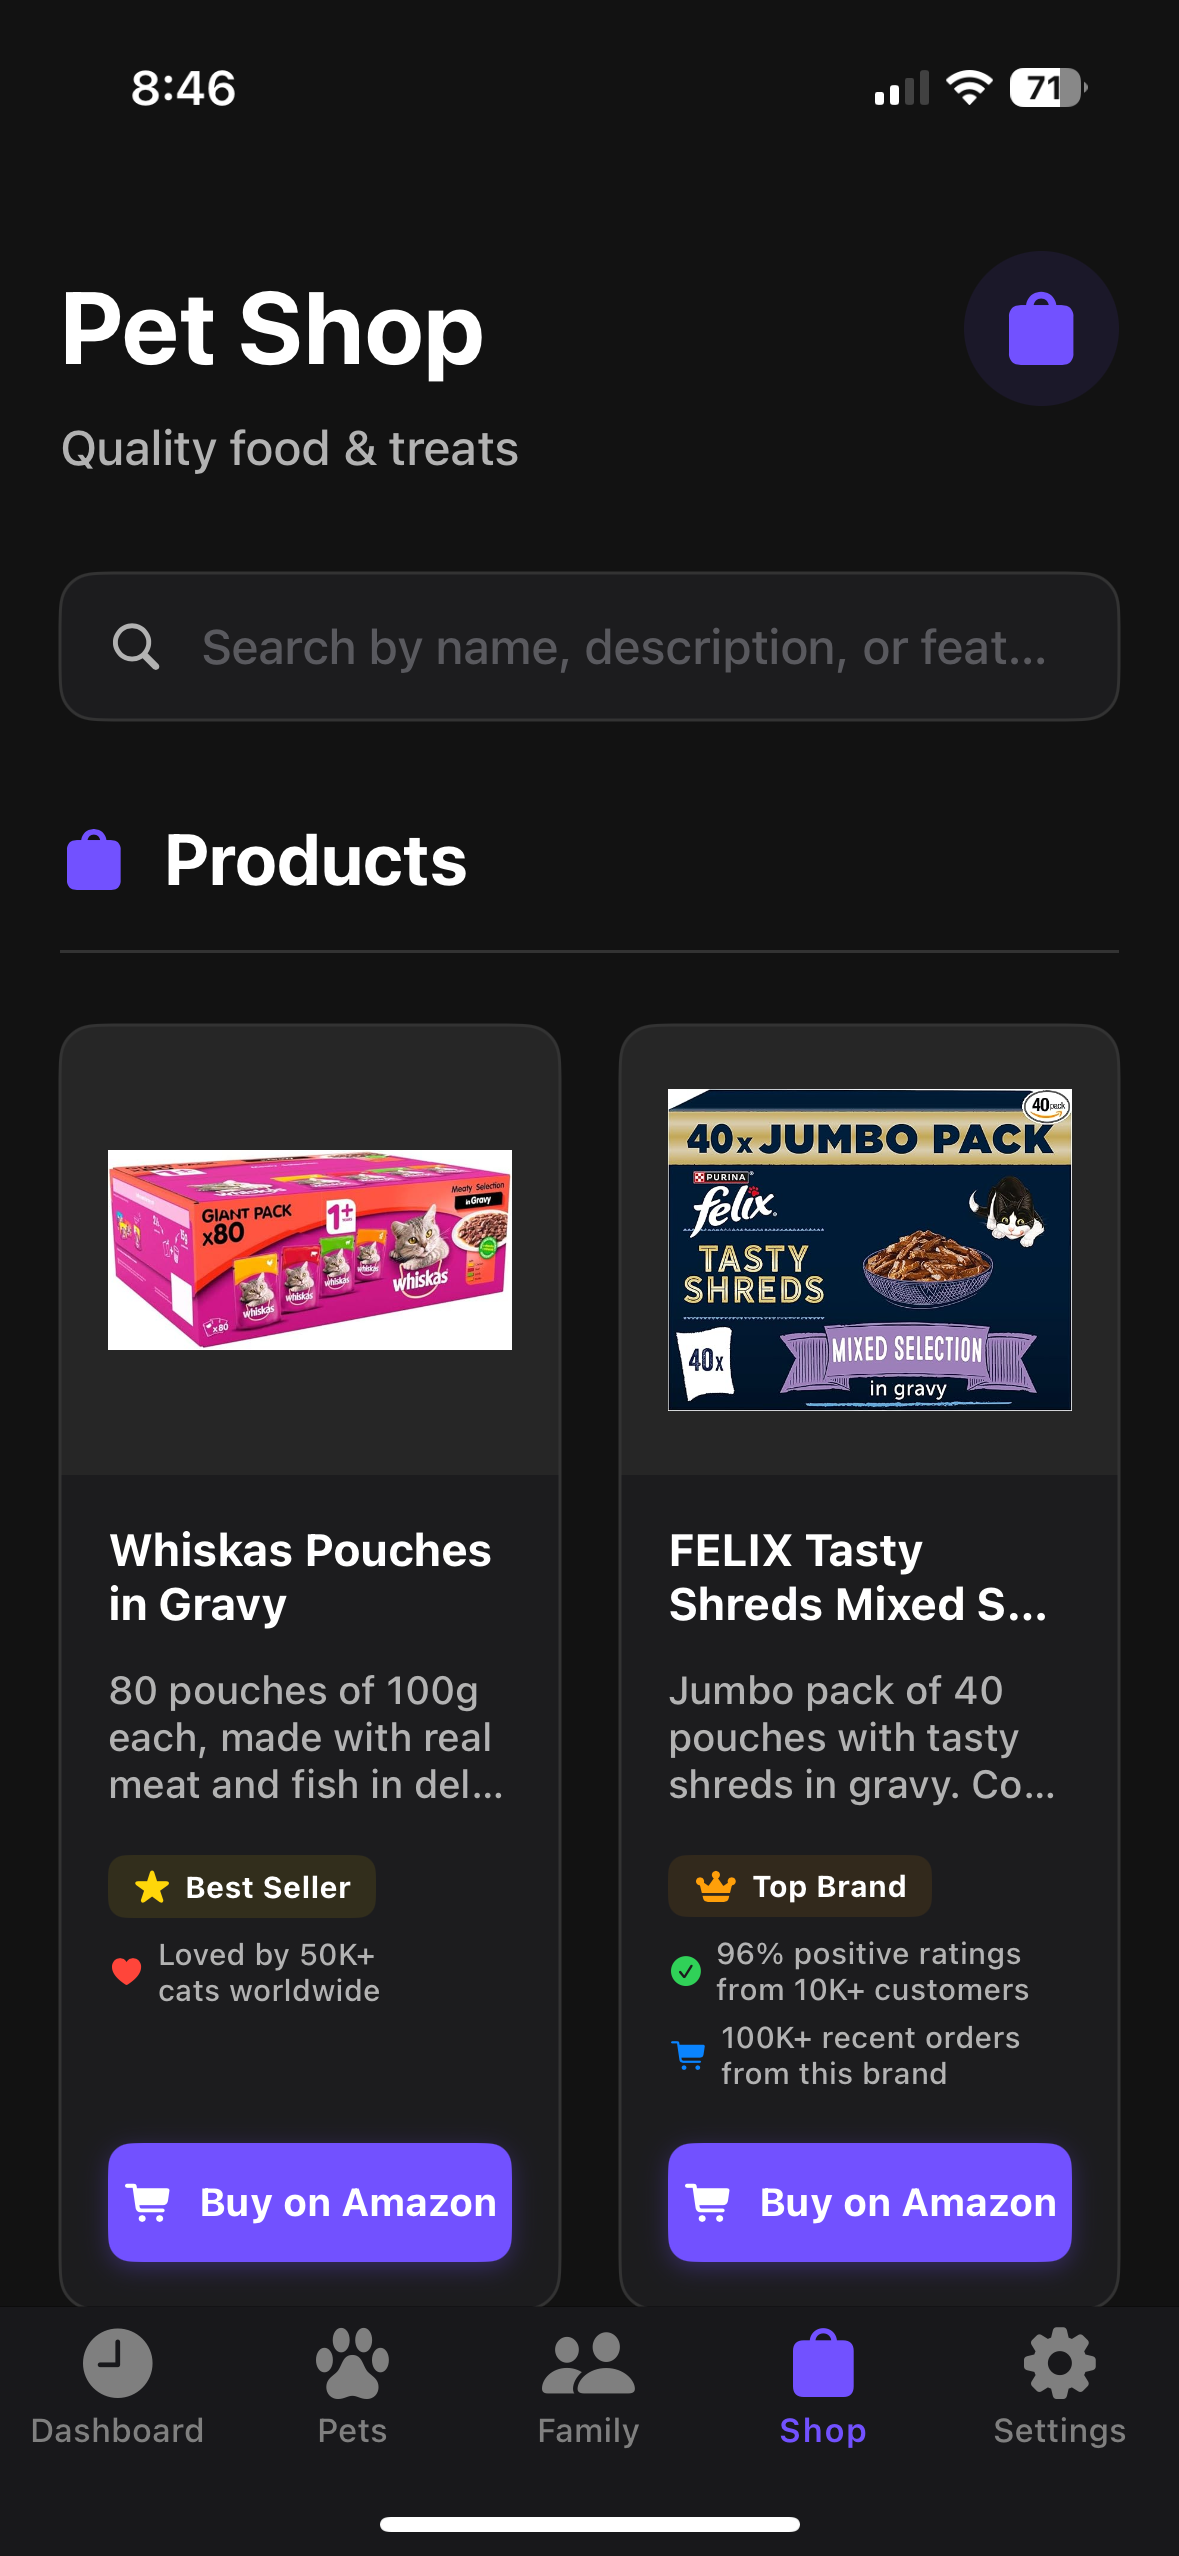 8:46
71
Pet Shop
Quality food & treats
Search by name, description, or feat...
Products
GIANT PACK
x80
1+
Meaty Selection
in Gravy
whiskas
whiskas
whiskas
whiskas
whiskas
x80
40 pack
40x JUMBO PACK
PURINA
felix
TASTY
SHREDS
40x
MIXED SELECTION
in gravy
Whiskas Pouches
in Gravy
80 pouches of 100g
each, made with real
meat and fish in del...
Best Seller
Loved by 50K+
cats worldwide
Buy on Amazon
FELIX Tasty
Shreds Mixed S...
Jumbo pack of 40
pouches with tasty
shreds in gravy. Co...
Top Brand
96% positive ratings
from 10K+ customers
100K+ recent orders
from this brand
Buy on Amazon
Dashboard
Pets
Family
Shop
Settings